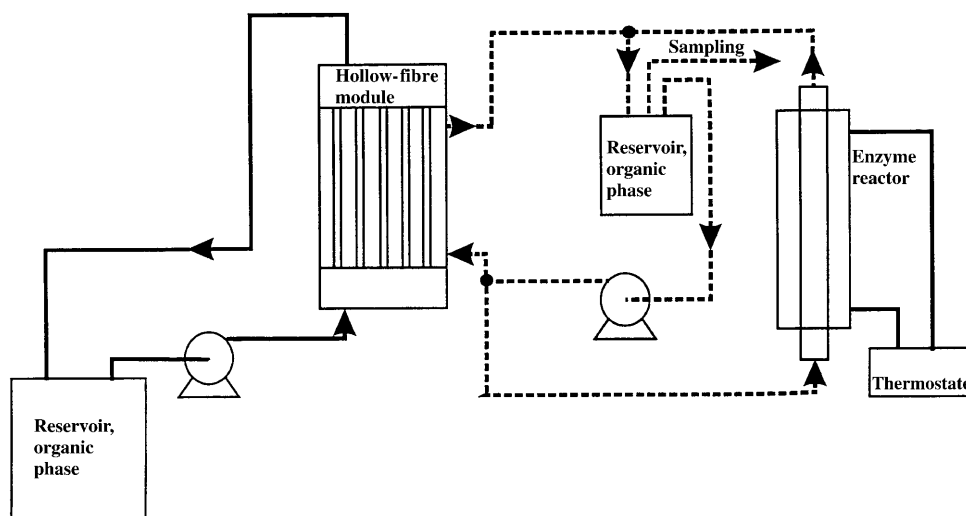 Hollow-fibre
module
Sampling
Reservoir,
organic
phase
Enzyme
reactor
Thermostate
Reservoir,
organic
phase